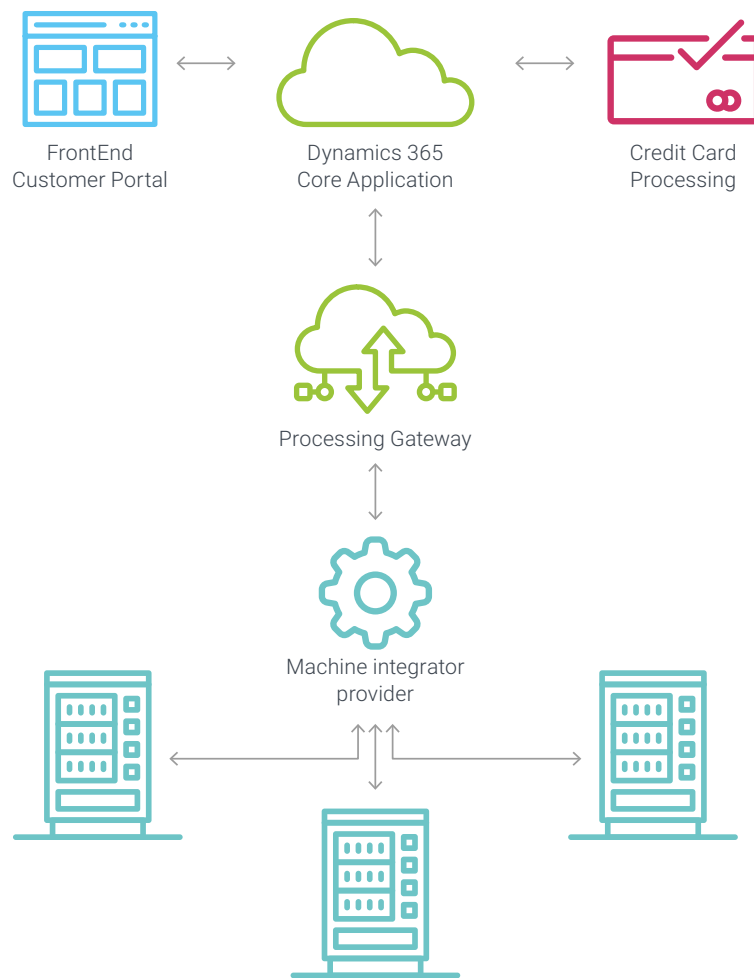 FrontEnd
Customer Portal
Dynamics 365
Core Application
Credit Card
Processing
Processing Gateway
Machine integrator
provider